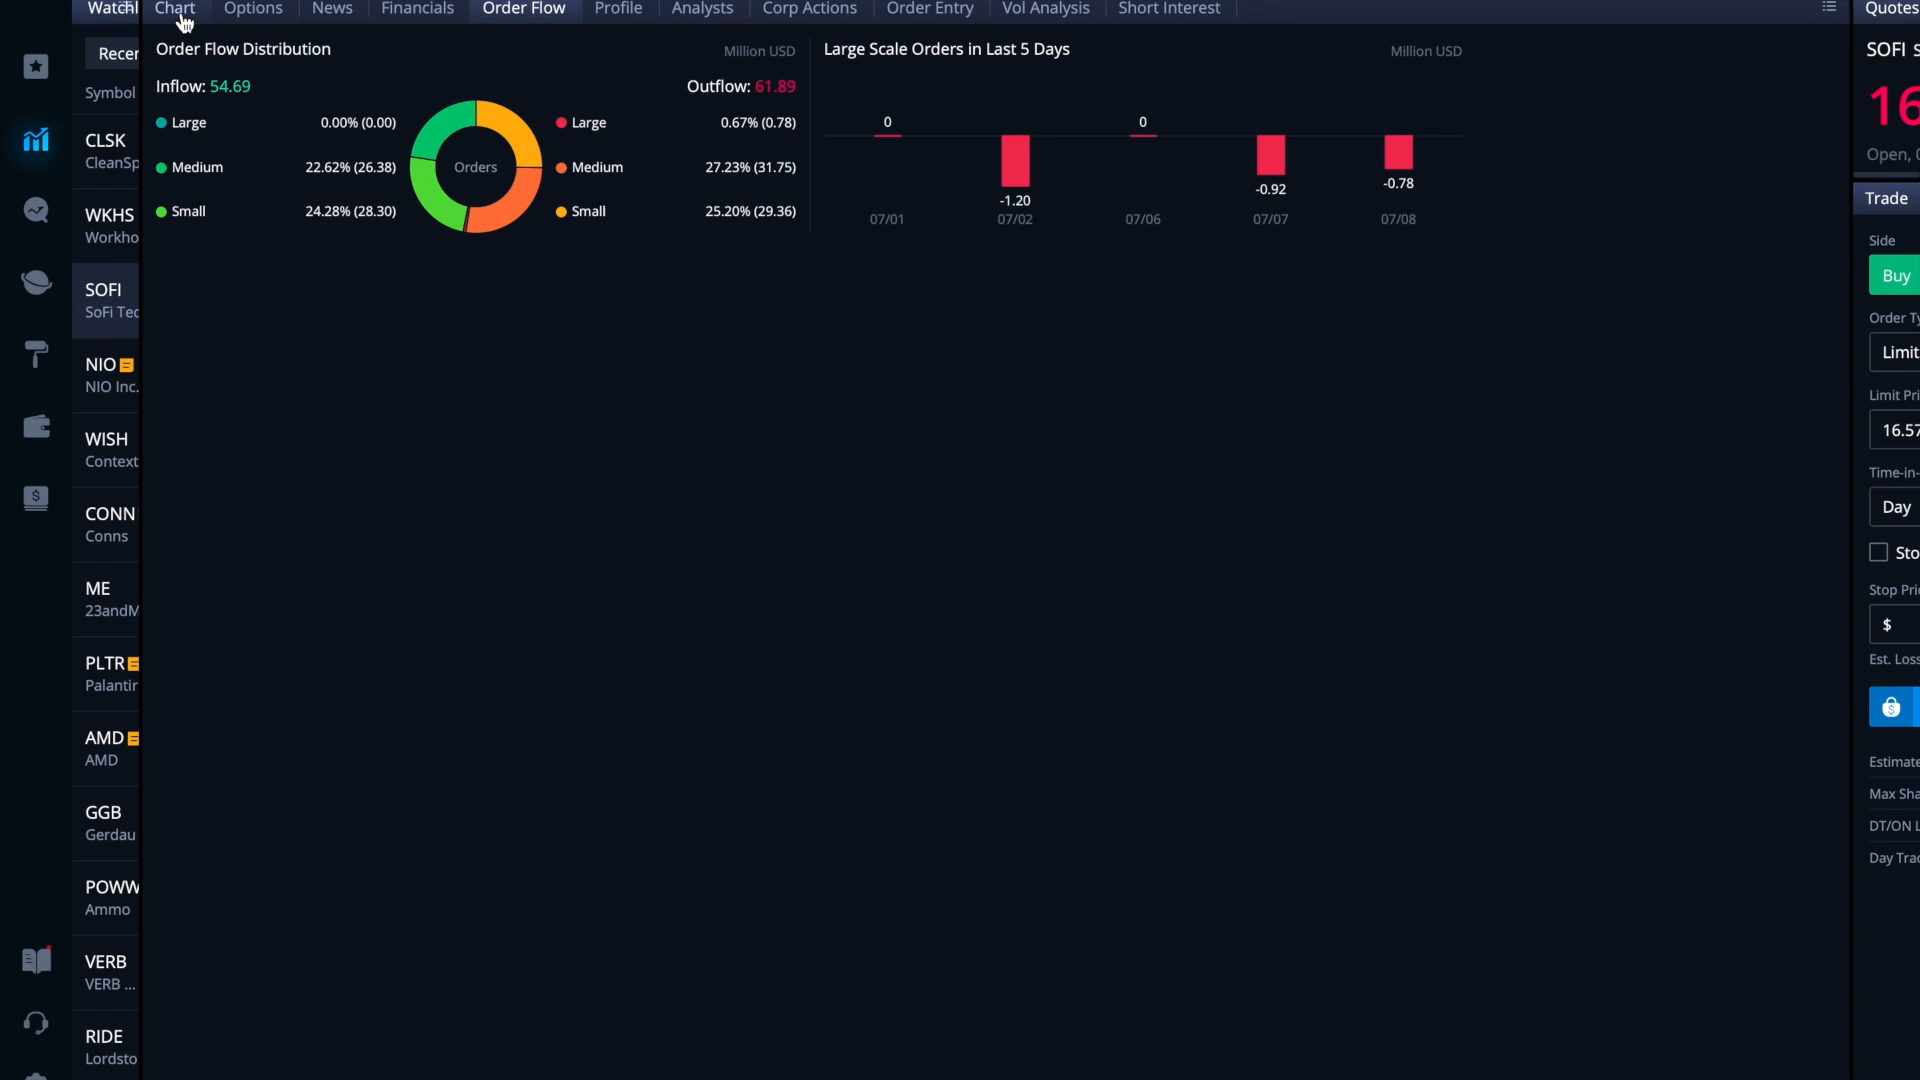 Watchl
Chart
Options
News
Financials
Order Flow
Profile
Analysts
Corp Actions
Order Entry
Vol Analysis
Short Interest
Quotes
Recen
Symbol
CLSK
CleanSp
WKHS
Workho
SOFI
SoFi Tec
NIO
NIO Inc.
WISH
Context
CONN
Conns
ME
23andM
PLTR
Palantir
AMD
AMD
GGB
Gerdau
POWW
Ammo
VERB
VERB ...
RIDE
Lordsto
Order Flow Distribution
Million USD
Inflow: 54.69
Outflow: 61.89
Large 0.00% (0.00)
Medium 22.62% (26.38)
Small 24.28% (28.30)
Orders
Large 0.67% (0.78)
Medium 27.23% (31.75)
Small 25.20% (29.36)
Large Scale Orders in Last 5 Days
Million USD
0
-1.20
0
-0.92
-0.78
07/01
07/02
07/06
07/07
07/08
SOFI
16
Open,
Trade
Side
Buy
Order Ty
Limit
Limit Pri
16.57
Time-in-
Day
Sto
Stop Pric
$
Est. Loss
Estimate
Max Sha
DT/ON L
Day Trac